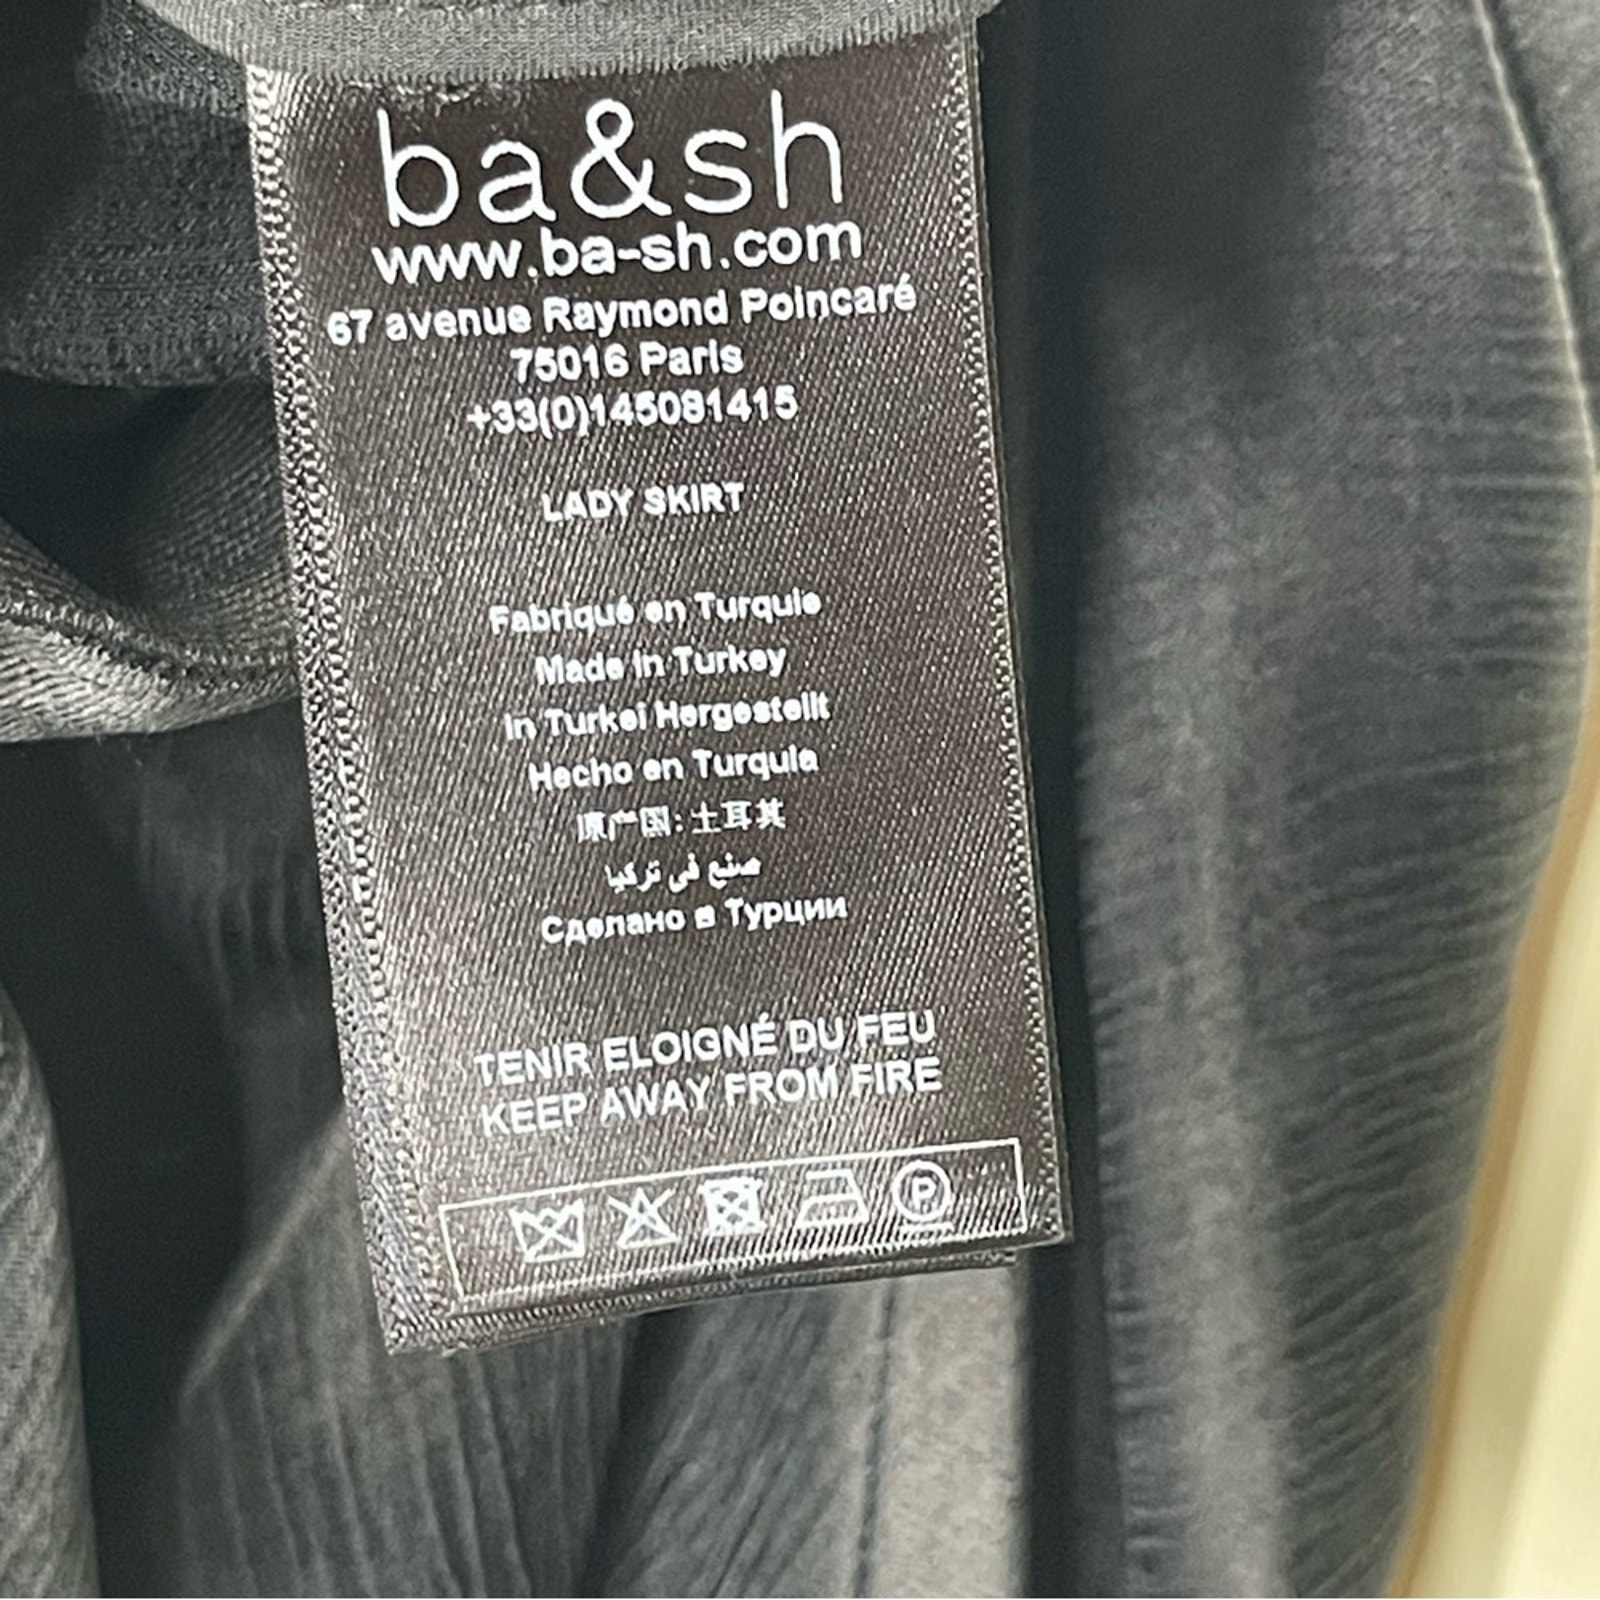 ba&sh
www.ba-sh.com
67 avenue Raymond Poincaré
75016 Paris
+33(0)145081415
LADY SKIRT
Fabriqué en Turquie
Made in Turkey
In Turkei Hergestellt
Hecho en Turquia
原产国: 土耳其
صنع في تركيا
Сделано в Турции
TENIR ELOIGNÉ DU FEU
KEEP AWAY FROM FIRE
P